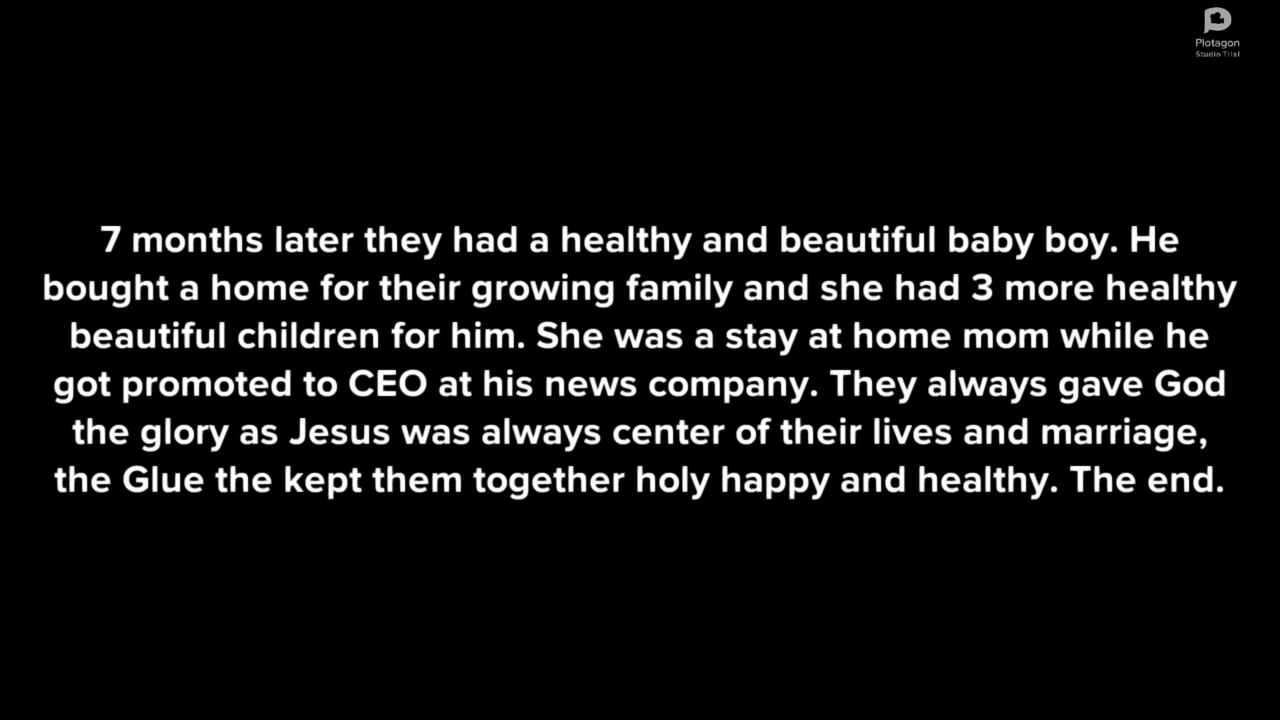 Plotagon
Studio Trial
7 months later they had a healthy and beautiful baby boy. He
bought a home for their growing family and she had 3 more healthy
beautiful children for him. She was a stay at home mom while he
got promoted to CEO at his news company. They always gave God
the glory as Jesus was always center of their lives and marriage,
the Glue the kept them together holy happy and healthy. The end.